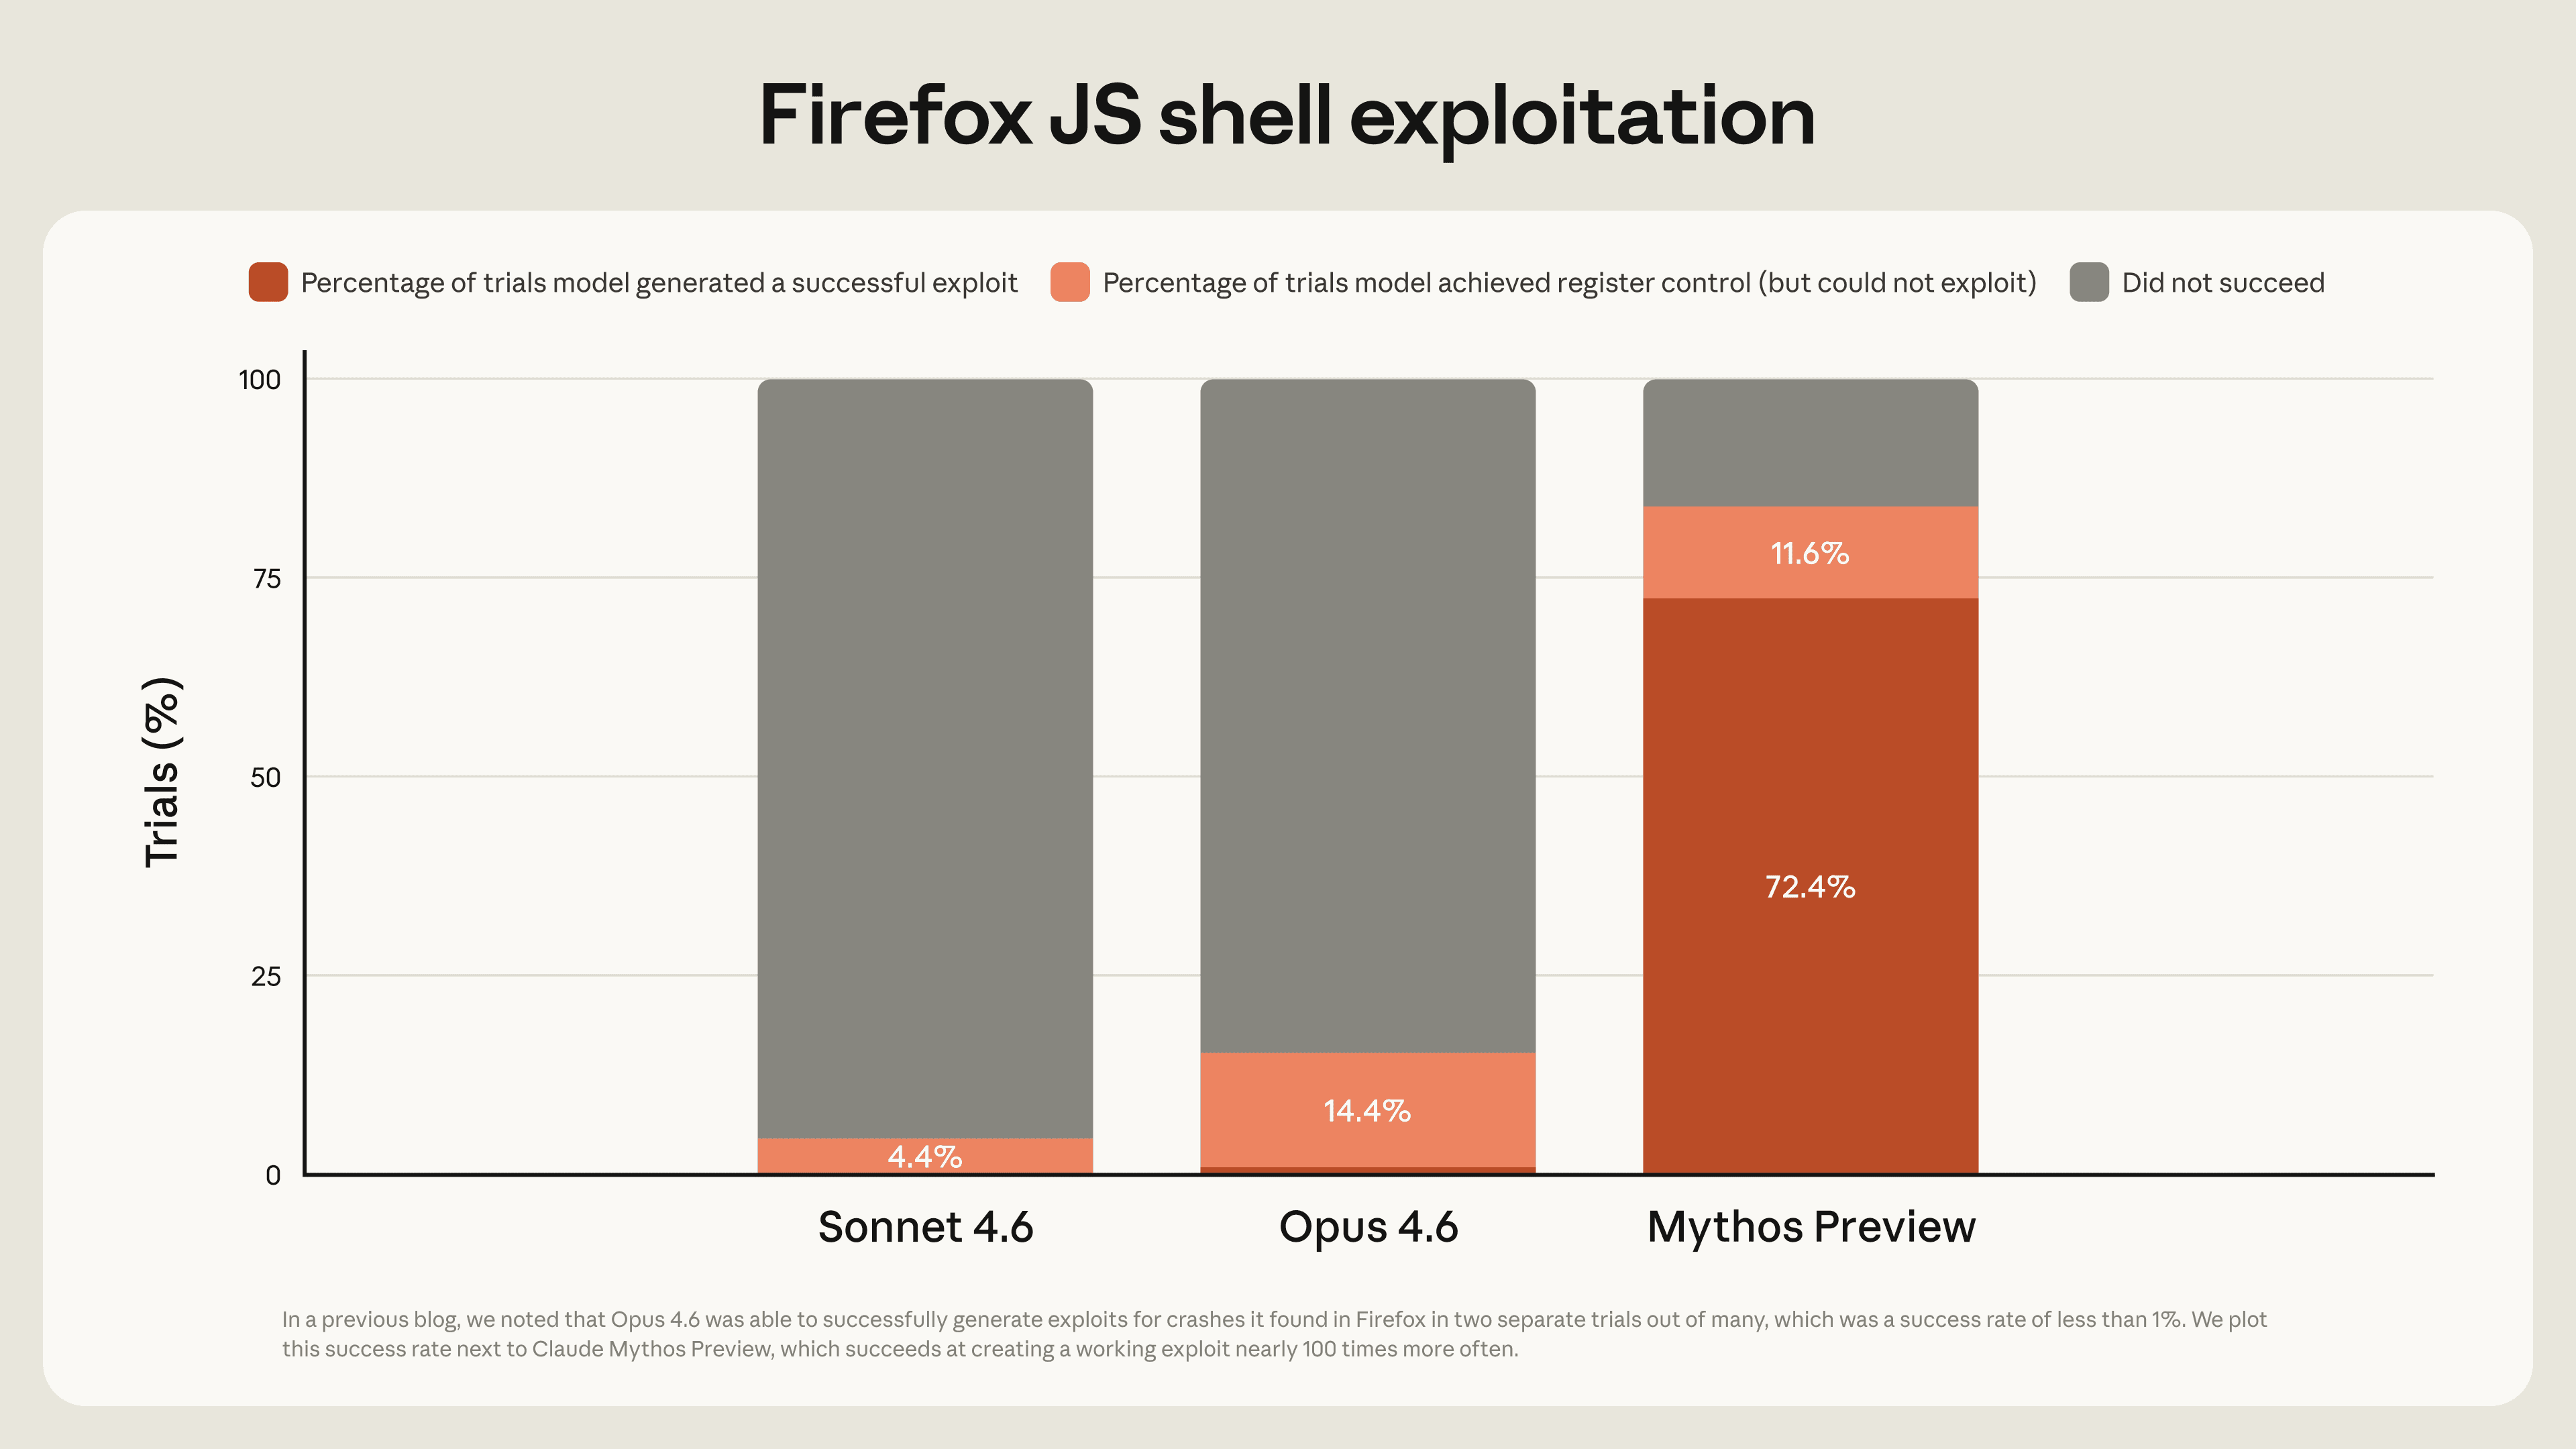 Firefox JS shell exploitation
Percentage of trials model generated a successful exploit
Percentage of trials model achieved register control (but could not exploit)
Did not succeed
Trials (%)
100
75
50
25
0
4.4%
14.4%
11.6%
72.4%
Sonnet 4.6
Opus 4.6
Mythos Preview
In a previous blog, we noted that Opus 4.6 was able to successfully generate exploits for crashes it found in Firefox in two separate trials out of many, which was a success rate of less than 1%. We plot
this success rate next to Claude Mythos Preview, which succeeds at creating a working exploit nearly 100 times more often.